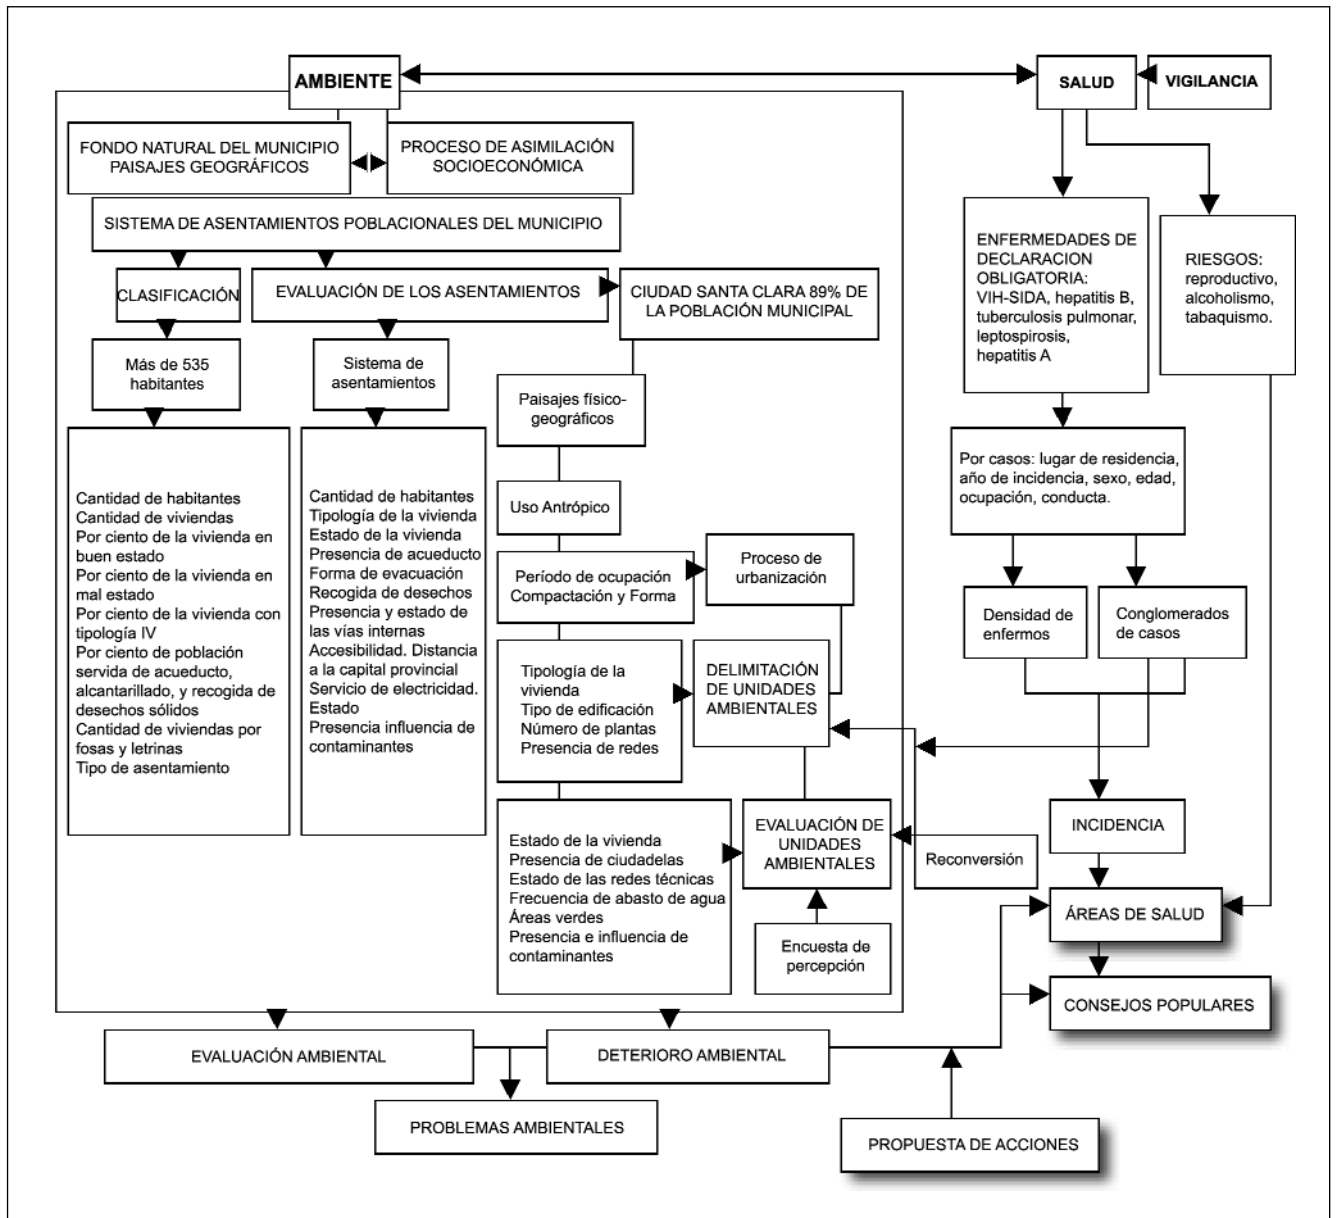 AMBIENTE
SALUD
VIGILANCIA
FONDO NATURAL DEL MUNICIPIO
PAISAJES GEOGRÁFICOS
PROCESO DE ASIMILACIÓN
SOCIOECONÓMICA
SISTEMA DE ASENTAMIENTOS POBLACIONALES DEL MUNICIPIO
CLASIFICACIÓN
EVALUACIÓN DE LOS ASENTAMIENTOS
CIUDAD SANTA CLARA 89% DE
LA POBLACIÓN MUNICIPAL
Más de 535
habitantes
Sistema de
asentamientos
Cantidad de habitantes
Cantidad de viviendas
Por ciento de la vivienda en
buen estado
Por ciento de la vivienda en
mal estado
Por ciento de la vivienda con
tipología IV
Por ciento de población
servida de acueducto,
alcantarillado, y recogida de
desechos sólidos
Cantidad de viviendas por
fosas y letrinas
Tipo de asentamiento
Cantidad de habitantes
Tipología de la vivienda
Estado de la vivienda
Presencia de acueducto
Forma de evacuación
Recogida de desechos
Presencia y estado de
las vías internas
Accesibilidad. Distancia
a la capital provincial
Servicio de electricidad.
Estado
Presencia influencia de
contaminantes
Paisajes físico-
geográficos
Uso Antrópico
Período de ocupación
Compactación y Forma
Proceso de
urbanización
Tipología de la
vivienda
Tipo de edificación
Número de plantas
Presencia de redes
DELIMITACIÓN
DE UNIDADES
AMBIENTALES
Estado de la vivienda
Presencia de ciudadelas
Estado de las redes técnicas
Frecuencia de abasto de agua
Áreas verdes
Presencia e influencia de
contaminantes
EVALUACIÓN DE
UNIDADES
AMBIENTALES
Encuesta de
percepción
Reconversión
ENFERMEDADES DE
DECLARACION
OBLIGATORIA:
VIH-SIDA, hepatitis B,
tuberculosis pulmonar,
leptospirosis,
hepatitis A
RIESGOS:
reproductivo,
alcoholismo,
tabaquismo.
Por casos: lugar de residencia,
año de incidencia, sexo, edad,
ocupación, conducta.
Densidad de
enfermos
Conglomerados
de casos
INCIDENCIA
ÁREAS DE SALUD
CONSEJOS POPULARES
EVALUACIÓN AMBIENTAL
DETERIORO AMBIENTAL
PROBLEMAS AMBIENTALES
PROPUESTA DE ACCIONES